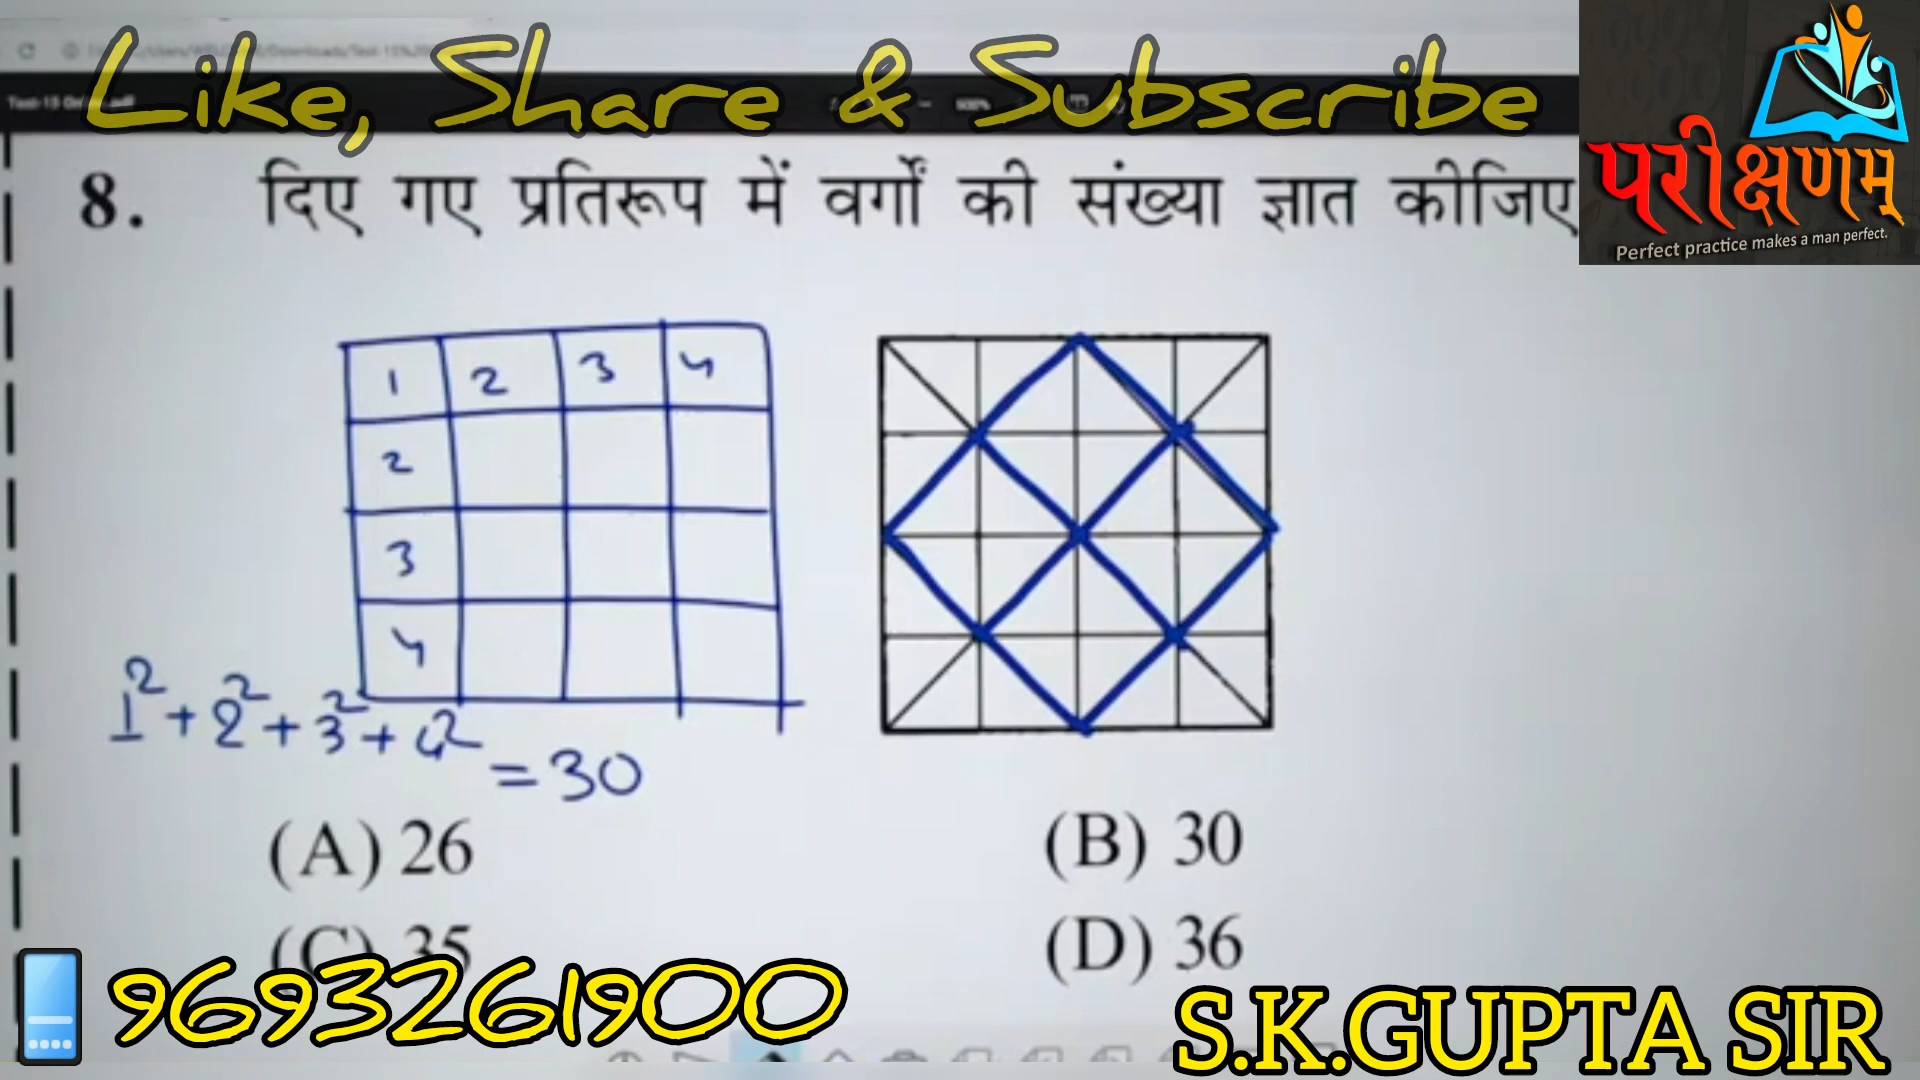 Like, Share & Subscribe
परीक्षणम्
Perfect practice makes a man perfect.
8. दिए गए प्रतिरूप में वर्गों की संख्या ज्ञात कीजिए
1 2 3 4
2
3
4
1² + 2² + 3² + 4² = 30
(A) 26 (B) 30
(C) 35 (D) 36
9693261900
S.K.GUPTA SIR